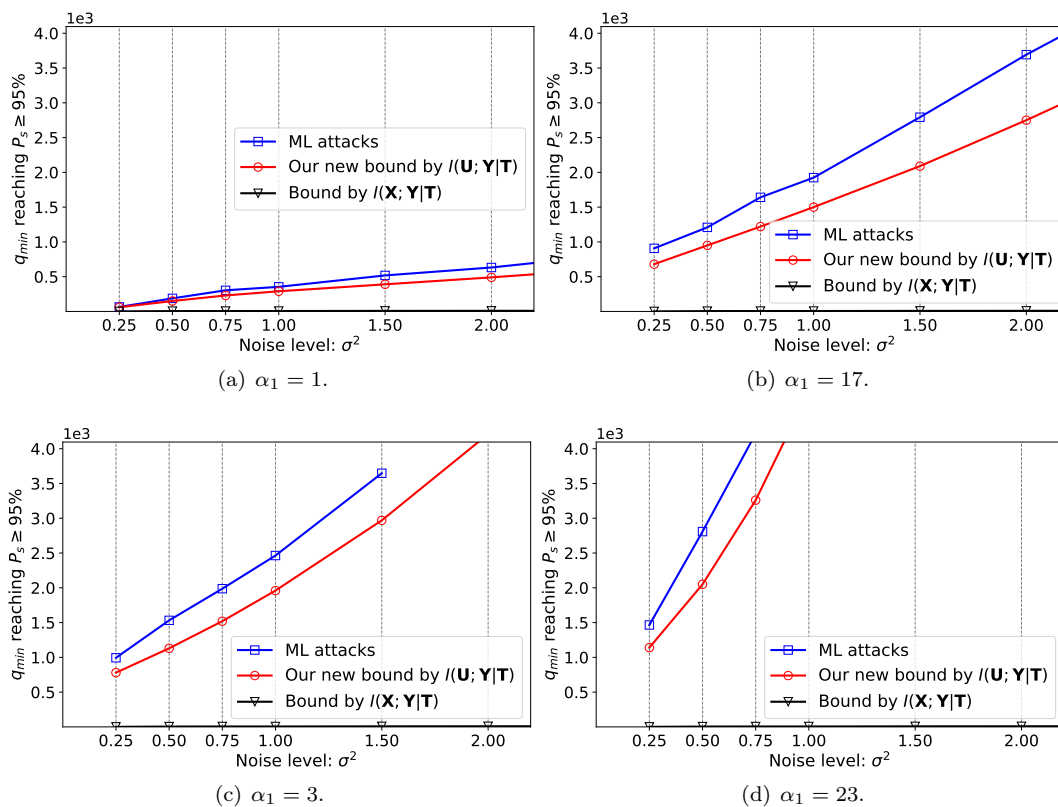 1e3
4.0
3.5
3.0
2.5
2.0
1.5
1.0
0.5
q_min reaching P_s ≥ 95%
ML attacks
Our new bound by I(U; Y|T)
Bound by I(X; Y|T)
0.25 0.50 0.75 1.00 1.50 2.00
Noise level: σ²
(a) α₁ = 1.
1e3
4.0
3.5
3.0
2.5
2.0
1.5
1.0
0.5
q_min reaching P_s ≥ 95%
ML attacks
Our new bound by I(U; Y|T)
Bound by I(X; Y|T)
0.25 0.50 0.75 1.00 1.50 2.00
Noise level: σ²
(b) α₁ = 17.
1e3
4.0
3.5
3.0
2.5
2.0
1.5
1.0
0.5
q_min reaching P_s ≥ 95%
ML attacks
Our new bound by I(U; Y|T)
Bound by I(X; Y|T)
0.25 0.50 0.75 1.00 1.50 2.00
Noise level: σ²
(c) α₁ = 3.
1e3
4.0
3.5
3.0
2.5
2.0
1.5
1.0
0.5
q_min reaching P_s ≥ 95%
ML attacks
Our new bound by I(U; Y|T)
Bound by I(X; Y|T)
0.25 0.50 0.75 1.00 1.50 2.00
Noise level: σ²
(d) α₁ = 23.